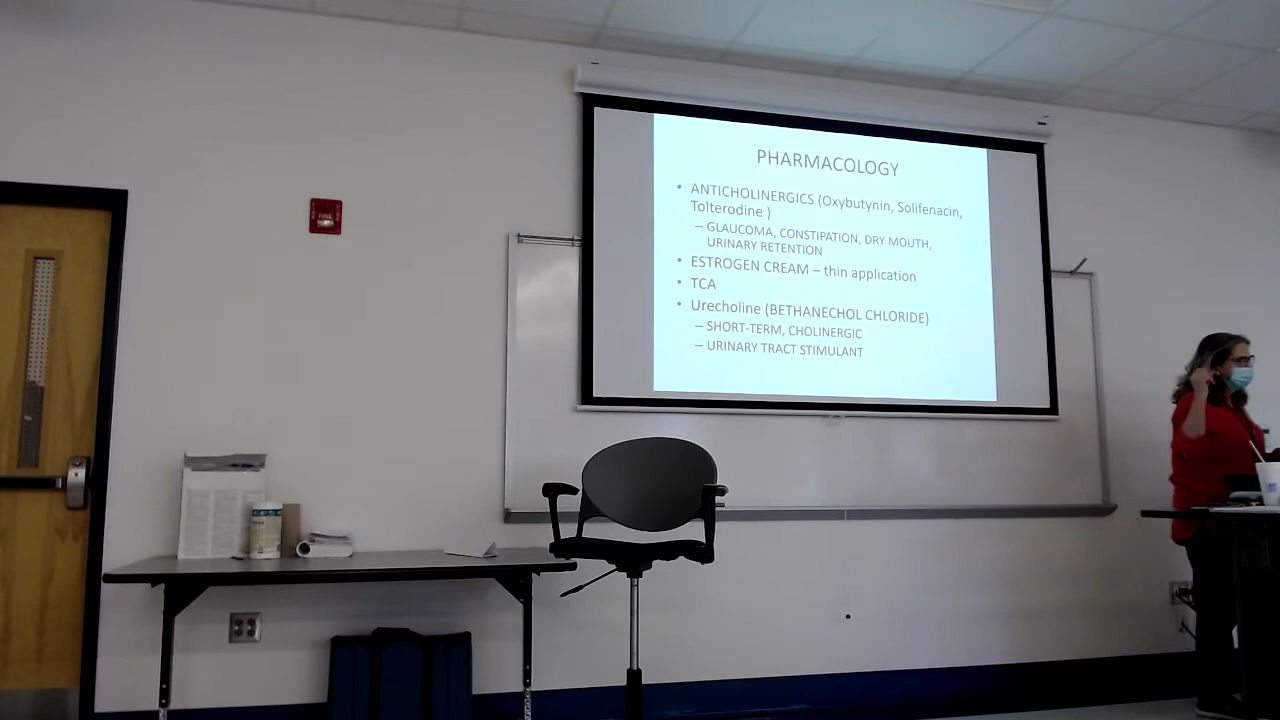 PHARMACOLOGY
• ANTICHOLINERGICS (Oxybutynin, Solifenacin,
Tolterodine )
– GLAUCOMA, CONSTIPATION, DRY MOUTH,
URINARY RETENTION
• ESTROGEN CREAM – thin application
• TCA
• Urecholine (BETHANECHOL CHLORIDE)
– SHORT-TERM, CHOLINERGIC
– URINARY TRACT STIMULANT
FIRE